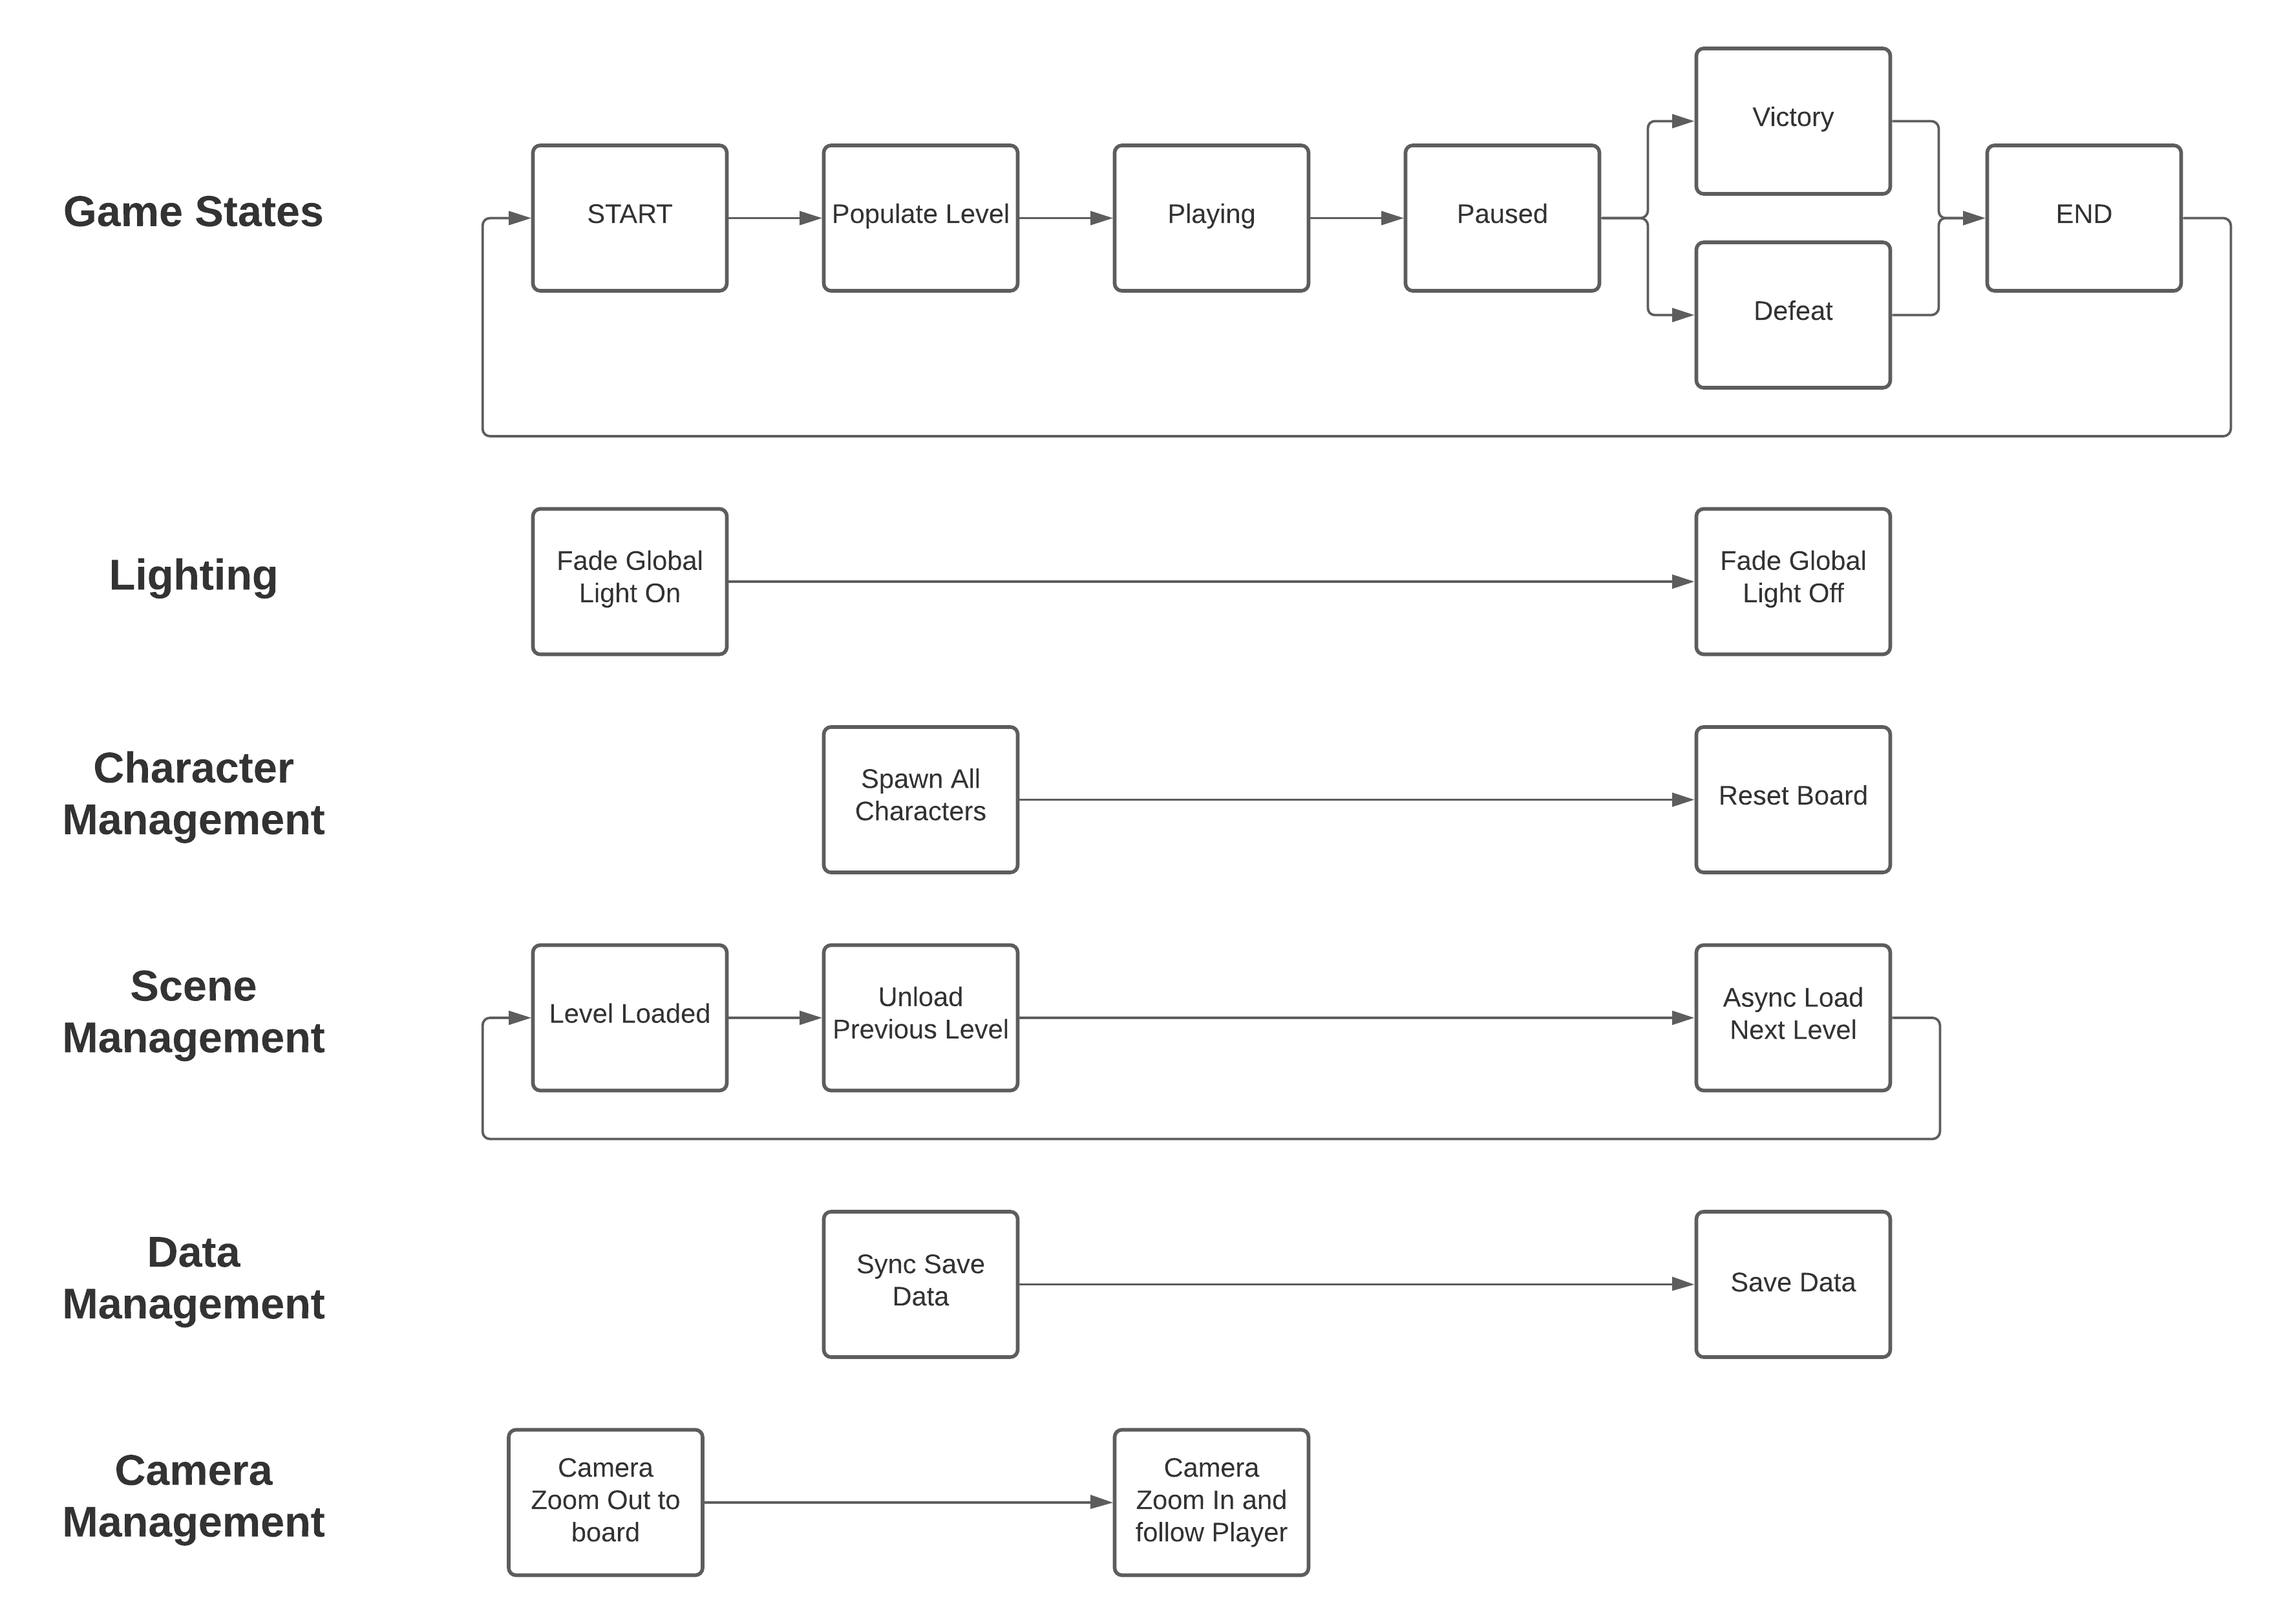 Game States
START
Populate Level
Playing
Paused
Victory
Defeat
END
Lighting
Fade Global
Light On
Fade Global
Light Off
Character
Management
Spawn All
Characters
Reset Board
Scene
Management
Level Loaded
Unload
Previous Level
Async Load
Next Level
Data
Management
Sync Save
Data
Save Data
Camera
Management
Camera
Zoom Out to
board
Camera
Zoom In and
follow Player